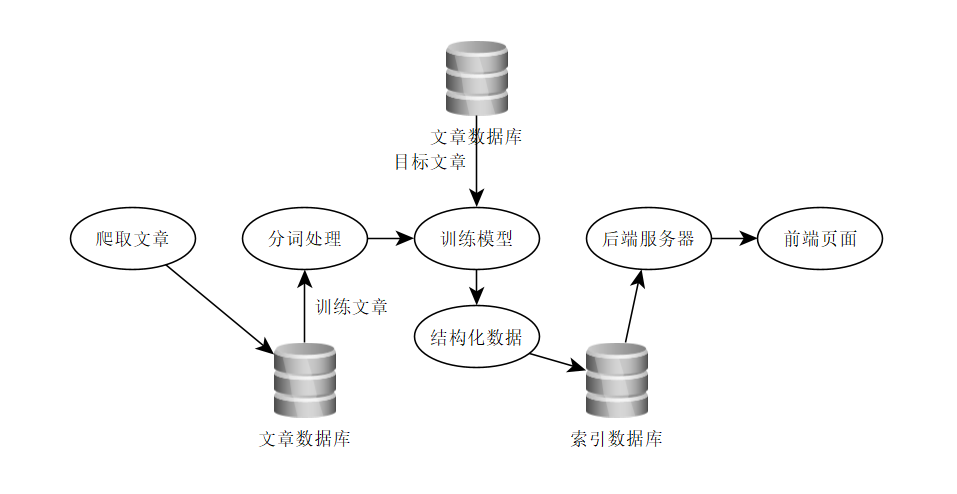 文章数据库
目标文章
爬取文章
分词处理
训练模型
后端服务器
前端页面
训练文章
结构化数据
文章数据库
索引数据库